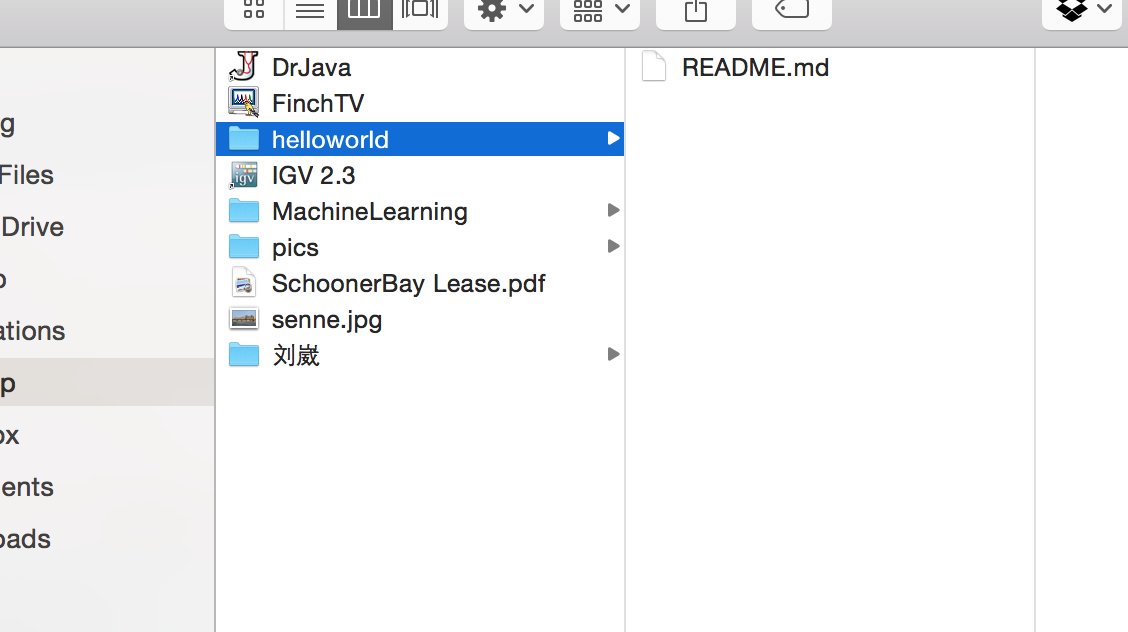 g
Files
Drive
p
ations
p
ox
ents
oads
DrJava
FinchTV
helloworld
igv
IGV 2.3
MachineLearning
pics
SchoonerBay Lease.pdf
senne.jpg
刘崴
README.md